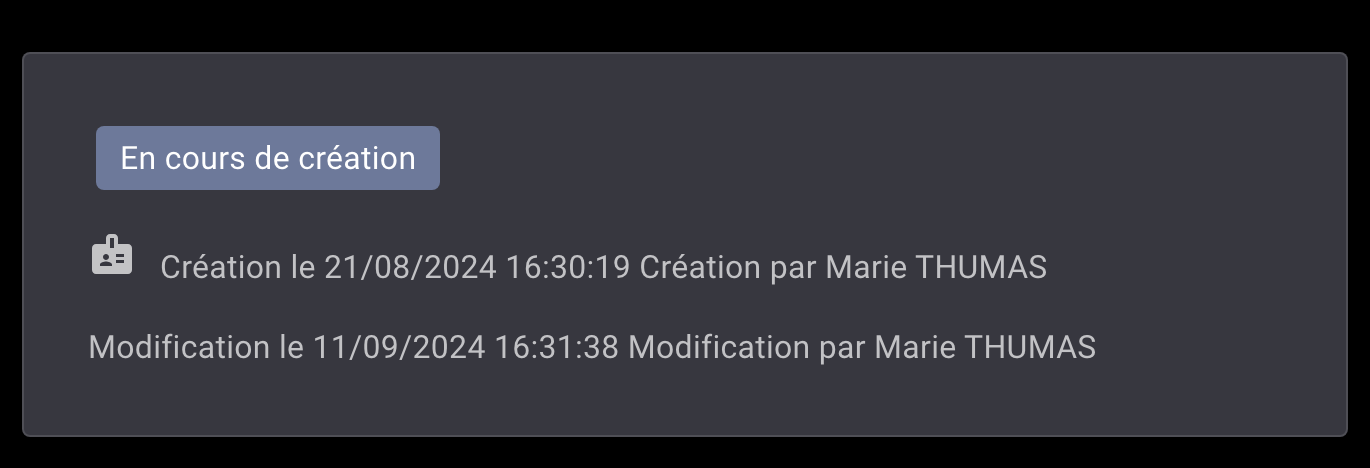 En cours de création
Création le 21/08/2024 16:30:19 Création par Marie THUMAS
Modification le 11/09/2024 16:31:38 Modification par Marie THUMAS